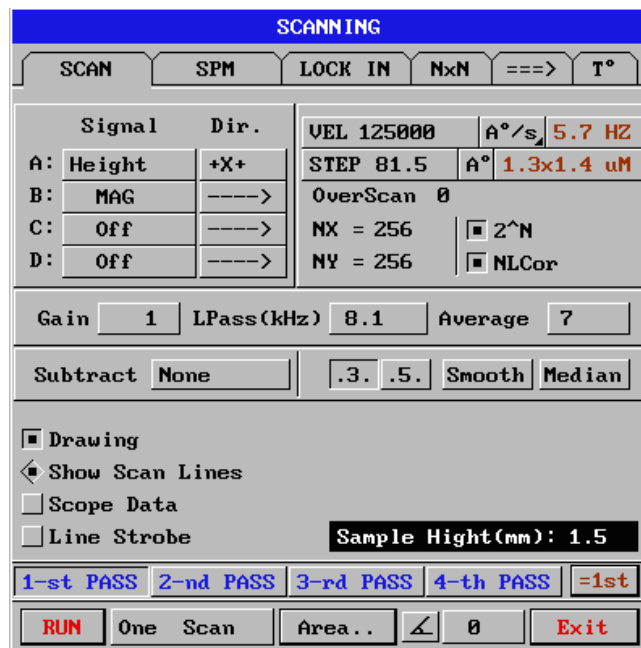 SCANNING
SCAN SPM LOCK IN N×N ===> T°
Signal Dir.
A: Height +X+
B: MAG ---->
C: Off ---->
D: Off ---->
VEL 125000 A°/s 5.7 HZ
STEP 81.5 A° 1.3x1.4 uM
OverScan 0
NX = 256 2^N
NY = 256 NLCor
Gain 1 LPass(kHz) 8.1 Average 7
Subtract None .3. .5. Smooth Median
Drawing
Show Scan Lines
Scope Data
Line Strobe Sample Hight(mm): 1.5
1-st PASS 2-nd PASS 3-rd PASS 4-th PASS =1st
RUN One Scan Area.. ∠ 0 Exit